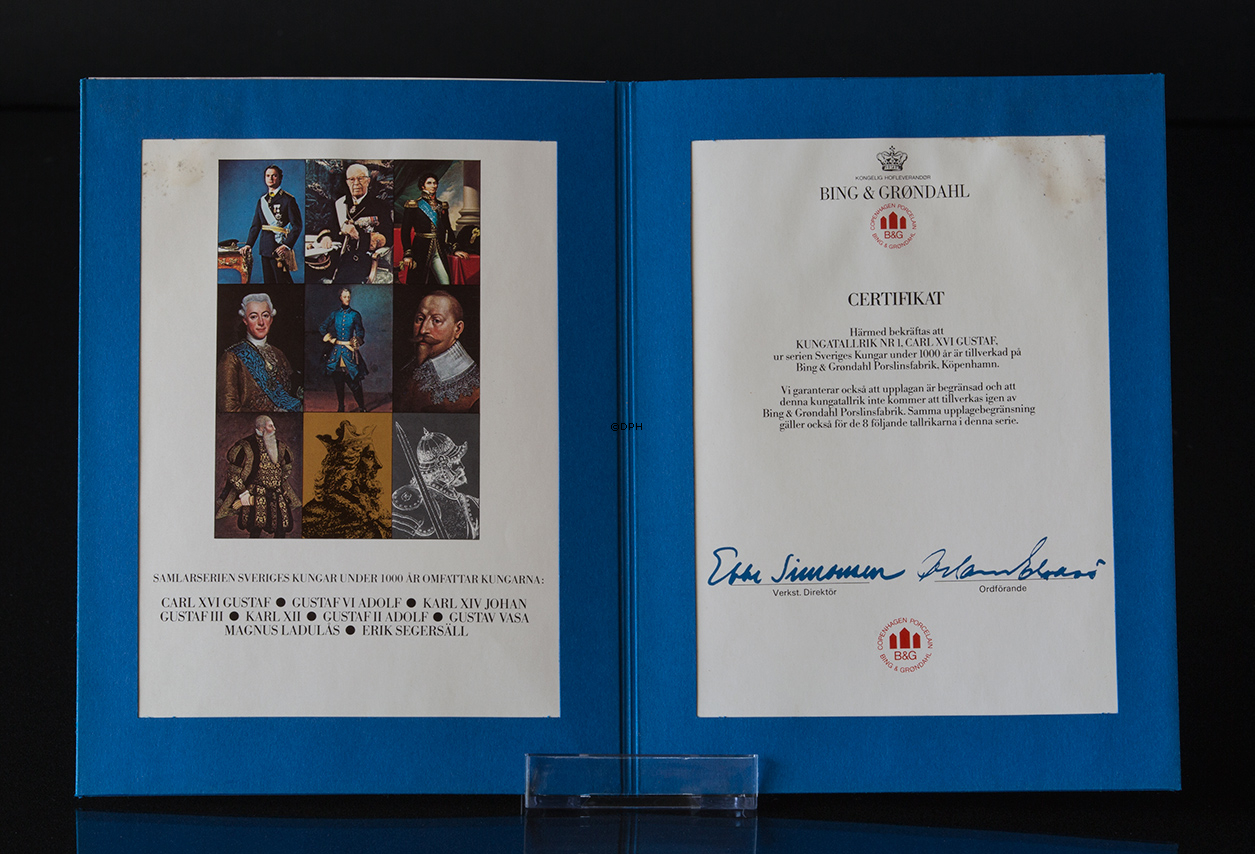 SAMLARSERIEN SVERIGES KUNGAR UNDER 1000 ÅR OMFATTAR KUNGARNA:
CARL XVI GUSTAF ● GUSTAF VI ADOLF ● KARL XIV JOHAN
GUSTAF III ● KARL XII ● GUSTAF II ADOLF ● GUSTAV VASA
MAGNUS LADULÅS ● ERIK SEGERSÄLL
©DPH
KONGELIG HOFLEVERANDØR
BING & GRØNDAHL
COPENHAGEN PORCELAIN
B&G
BING & GRØNDAHL
CERTIFIKAT
Härmed bekräftas att
KUNGATALLRIK NR 1, CARL XVI GUSTAF,
ur serien Sveriges Kungar under 1000 år är tillverkad på
Bing & Grøndahl Porslinsfabrik, Köpenhamn.
Vi garanterar också att upplagan är begränsad och att
denna kungatallrik inte kommer att tillverkas igen av
Bing & Grøndahl Porslinsfabrik. Samma upplagebegränsning
gäller också för de 8 följande tallrikarna i denna serie.
Ebbe Simonsen
Verkst. Direktör
Ordförande
COPENHAGEN PORCELAIN
B&G
BING & GRØNDAHL